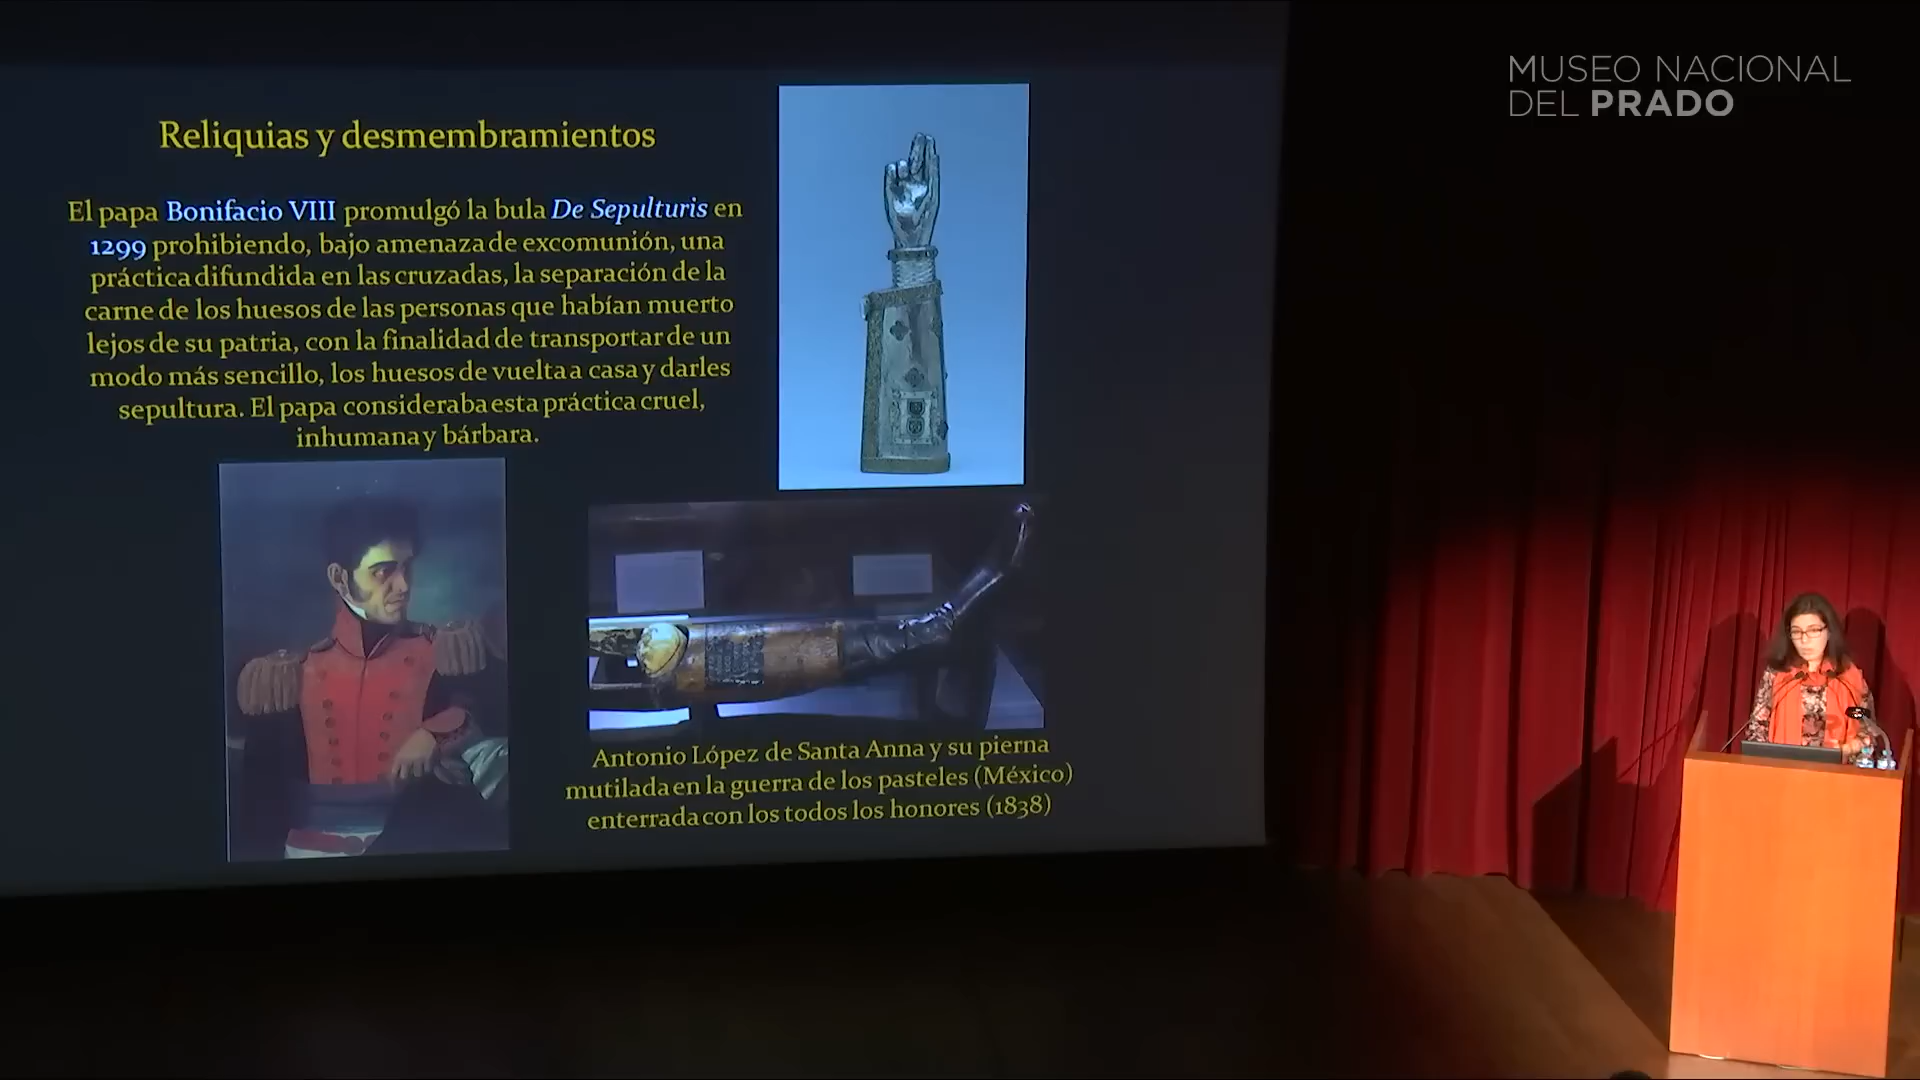 MUSEO NACIONAL
DEL PRADO
Reliquias y desmembramientos
El papa Bonifacio VIII promulgó la bula De Sepulturis en
1299 prohibiendo, bajo amenaza de excomunión, una
práctica difundida en las cruzadas, la separación de la
carne de los huesos de las personas que habían muerto
lejos de su patria, con la finalidad de transportar de un
modo más sencillo, los huesos de vuelta a casa y darles
sepultura. El papa consideraba esta práctica cruel,
inhumana y bárbara.
Antonio López de Santa Anna y su pierna
mutilada en la guerra de los pasteles (México)
enterrada con los todos los honores (1838)